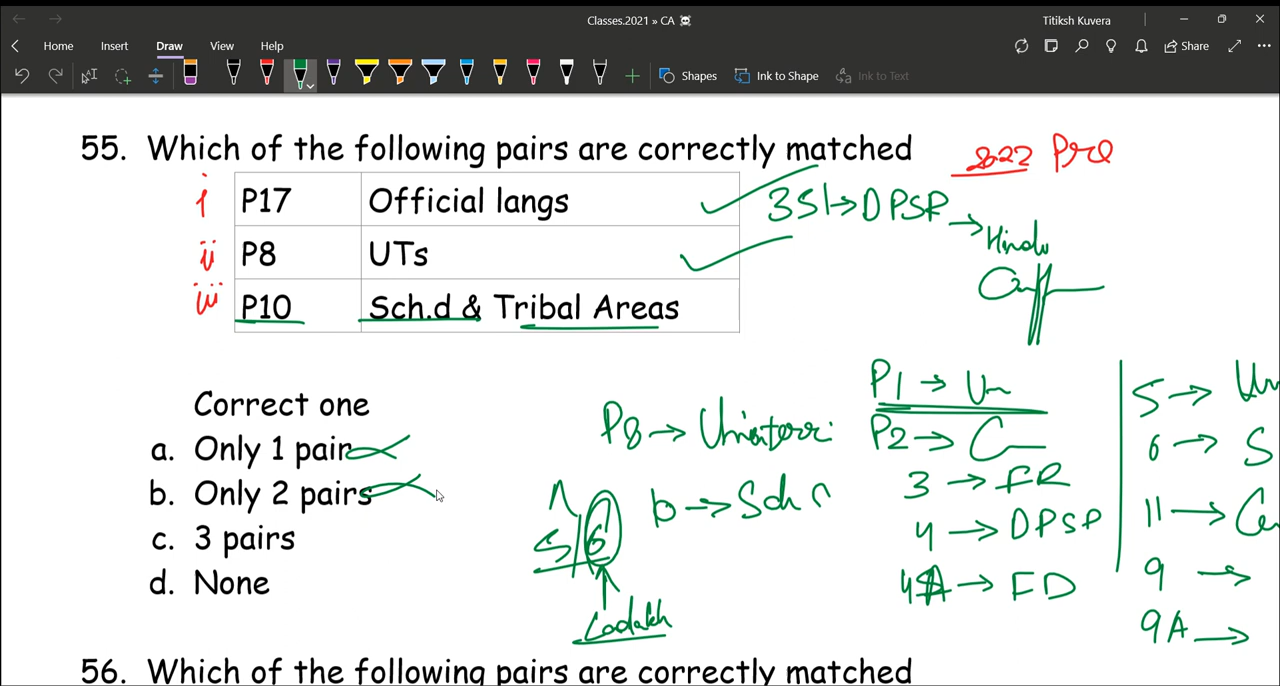 Classes.2021 » CA
Titiksh Kuvera
Home Insert Draw View Help
Share
Shapes Ink to Shape Ink to Text
55. Which of the following pairs are correctly matched
2022 Pre
i P17 Official langs
351→DPSP
→Hindu
ii P8 UTs
iii P10 Sch.d & Tribal Areas
P1 → Un
5 → Un
Correct one
P8→
P2→ C
6 → S
a. Only 1 pair
3 → FR
b. Only 2 pairs
10→Sch
11 → Cen
c. 3 pairs
5/6
4 → DPSP
d. None
4A → FD
9 →
Ladakh
9A →
56. Which of the following pairs are correctly matched